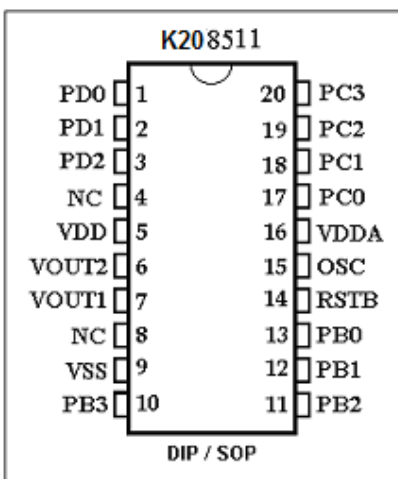 K208511
PD0 1 20 PC3
PD1 2 19 PC2
PD2 3 18 PC1
NC 4 17 PC0
VDD 5 16 VDDA
VOUT2 6 15 OSC
VOUT1 7 14 RSTB
NC 8 13 PB0
VSS 9 12 PB1
PB3 10 11 PB2
DIP / SOP